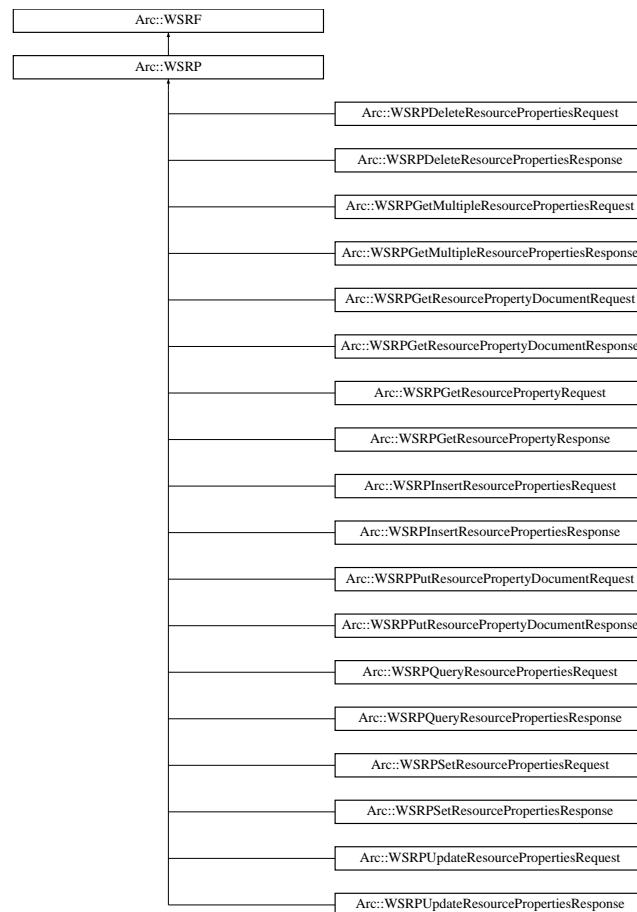 Arc::WSRF
Arc::WSRP
Arc::WSRPDeleteResourcePropertiesRequest
Arc::WSRPDeleteResourcePropertiesResponse
Arc::WSRPGetMultipleResourcePropertiesRequest
Arc::WSRPGetMultipleResourcePropertiesResponse
Arc::WSRPGetResourcePropertyDocumentRequest
Arc::WSRPGetResourcePropertyDocumentResponse
Arc::WSRPGetResourcePropertyRequest
Arc::WSRPGetResourcePropertyResponse
Arc::WSRPInsertResourcePropertiesRequest
Arc::WSRPInsertResourcePropertiesResponse
Arc::WSRPPutResourcePropertyDocumentRequest
Arc::WSRPPutResourcePropertyDocumentResponse
Arc::WSRPQueryResourcePropertiesRequest
Arc::WSRPQueryResourcePropertiesResponse
Arc::WSRPSetResourcePropertiesRequest
Arc::WSRPSetResourcePropertiesResponse
Arc::WSRPUpdateResourcePropertiesRequest
Arc::WSRPUpdateResourcePropertiesResponse